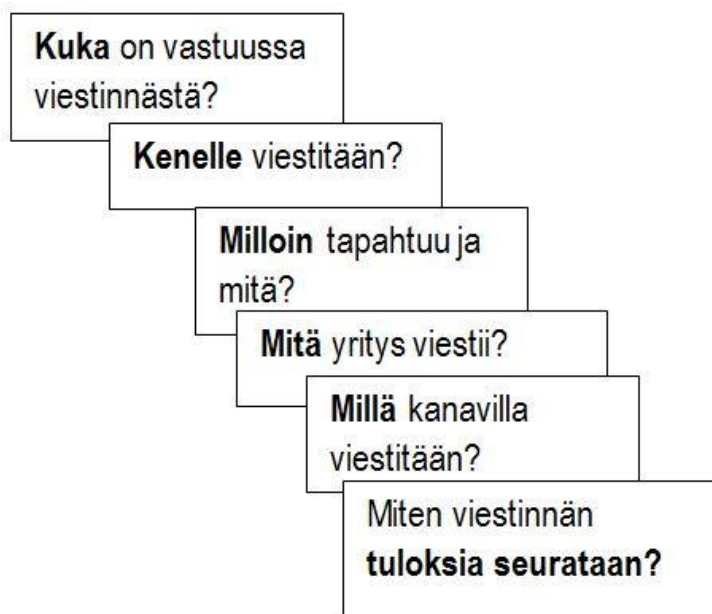 Kuka on vastuussa
viestinnästä?
Kenelle viestitään?
Milloin tapahtuu ja
mitä?
Mitä yritys viestii?
Millä kanavilla
viestitään?
Miten viestinnän
tuloksia seurataan?